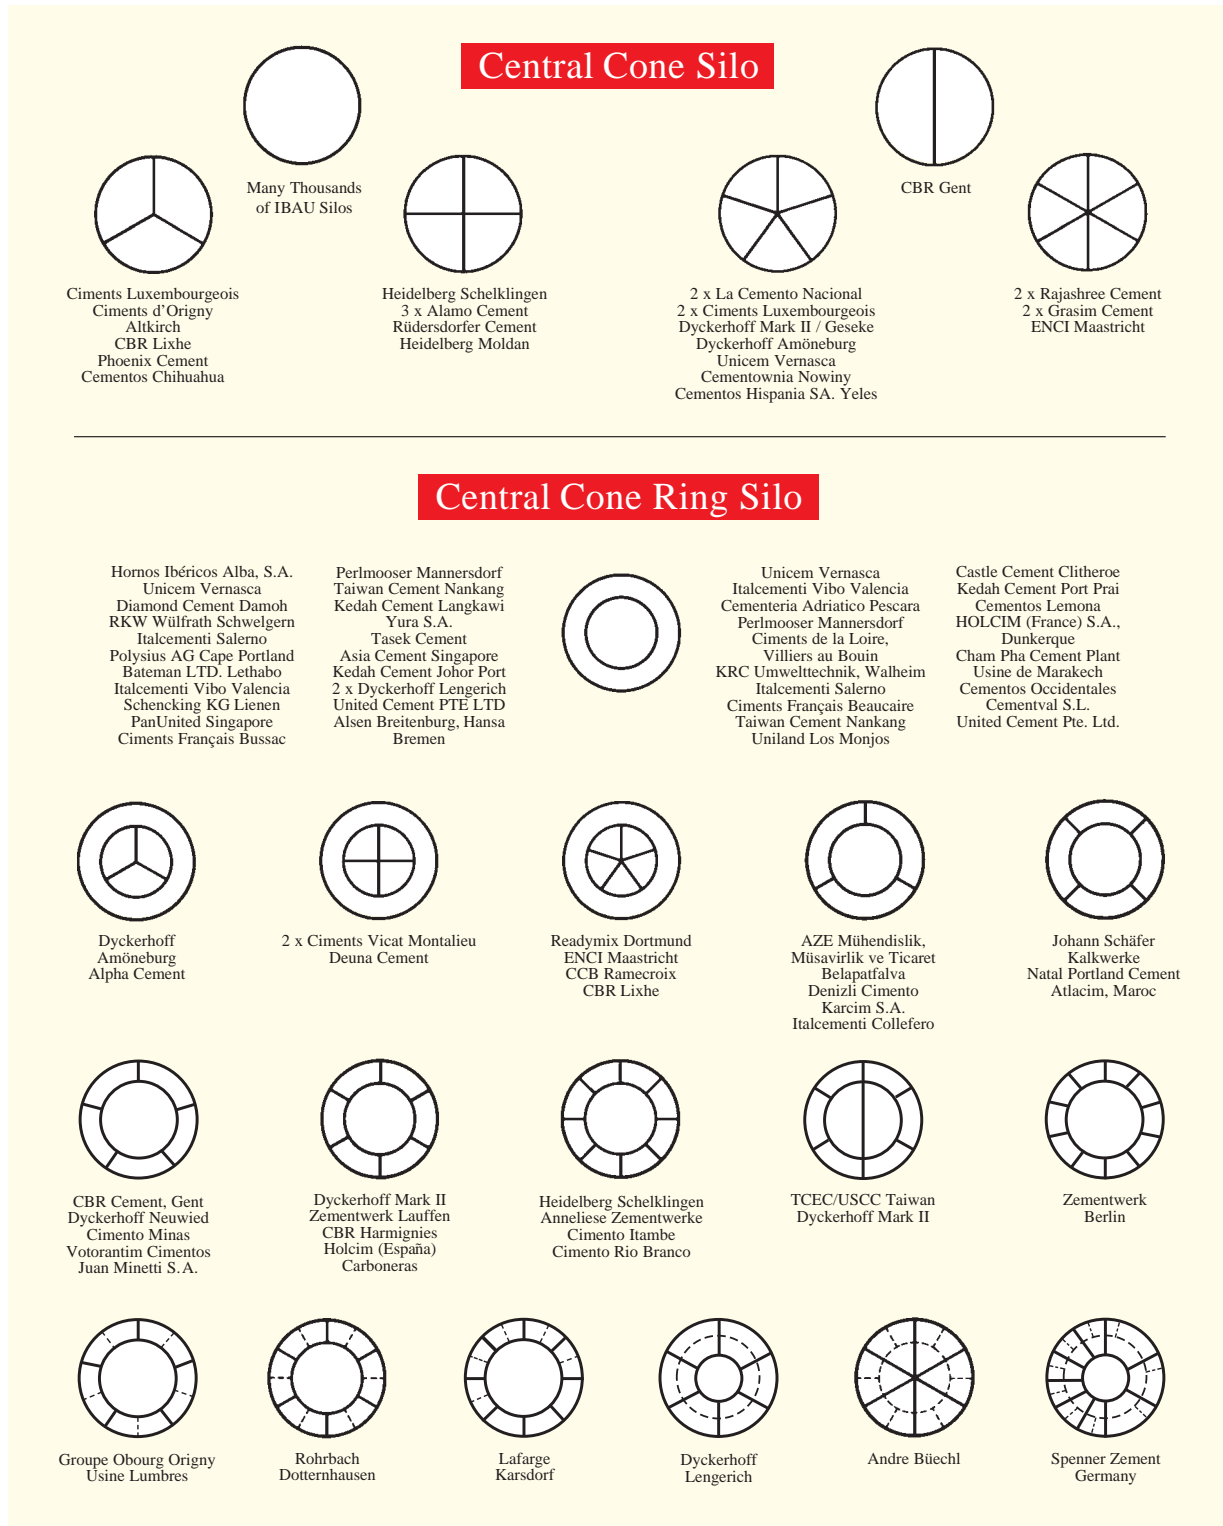 Central Cone Silo
Many Thousands
of IBAU Silos
CBR Gent
Ciments Luxembourgeois
Ciments d’Origny
Altkirch
CBR Lixhe
Phoenix Cement
Cementos Chihuahua
Heidelberg Schelklingen
3 x Alamo Cement
Rüdersdorfer Cement
Heidelberg Moldan
2 x La Cemento Nacional
2 x Ciments Luxembourgeois
Dyckerhoff Mark II / Geseke
Dyckerhoff Amöneburg
Unicem Vernasca
Cementownia Nowiny
Cementos Hispania SA. Yeles
2 x Rajashree Cement
2 x Grasim Cement
ENCI Maastricht
Central Cone Ring Silo
Hornos Ibéricos Alba, S.A.
Unicem Vernasca
Diamond Cement Damoh
RKW Wülfrath Schwelgern
Italcementi Salerno
Polysius AG Cape Portland
Bateman LTD. Lethabo
Italcementi Vibo Valencia
Schencking KG Lienen
PanUnited Singapore
Ciments Français Bussac
Perlmooser Mannersdorf
Taiwan Cement Nankang
Kedah Cement Langkawi
Yura S.A.
Tasek Cement
Asia Cement Singapore
Kedah Cement Johor Port
2 x Dyckerhoff Lengerich
United Cement PTE LTD
Alsen Breitenburg, Hansa
Bremen
Unicem Vernasca
Italcementi Vibo Valencia
Cementeria Adriatico Pescara
Perlmooser Mannersdorf
Ciments de la Loire,
Villiers au Bouin
KRC Umwelttechnik, Walheim
Italcementi Salerno
Ciments Français Beaucaire
Taiwan Cement Nankang
Uniland Los Monjos
Castle Cement Clitheroe
Kedah Cement Port Prai
Cementos Lemona
HOLCIM (France) S.A.,
Dunkerque
Cham Pha Cement Plant
Usine de Marakech
Cementos Occidentales
Cementval S.L.
United Cement Pte. Ltd.
Dyckerhoff
Amöneburg
Alpha Cement
2 x Ciments Vicat Montalieu
Deuna Cement
Readymix Dortmund
ENCI Maastricht
CCB Ramecroix
CBR Lixhe
AZE Mühendislik,
Müsavirlik ve Ticaret
Belapatfalva
Denizli Cimento
Karcim S.A.
Italcementi Collefero
Johann Schäfer
Kalkwerke
Natal Portland Cement
Atlacim, Maroc
CBR Cement, Gent
Dyckerhoff Neuwied
Cimento Minas
Votorantim Cimentos
Juan Minetti S.A.
Dyckerhoff Mark II
Zementwerk Lauffen
CBR Harmignies
Holcim (España)
Carboneras
Heidelberg Schelklingen
Anneliese Zementwerke
Cimento Itambe
Cimento Rio Branco
TCEC/USCC Taiwan
Dyckerhoff Mark II
Zementwerk
Berlin
Groupe Obourg Origny
Usine Lumbres
Rohrbach
Dotternhausen
Lafarge
Karsdorf
Dyckerhoff
Lengerich
Andre Büechl
Spenner Zement
Germany